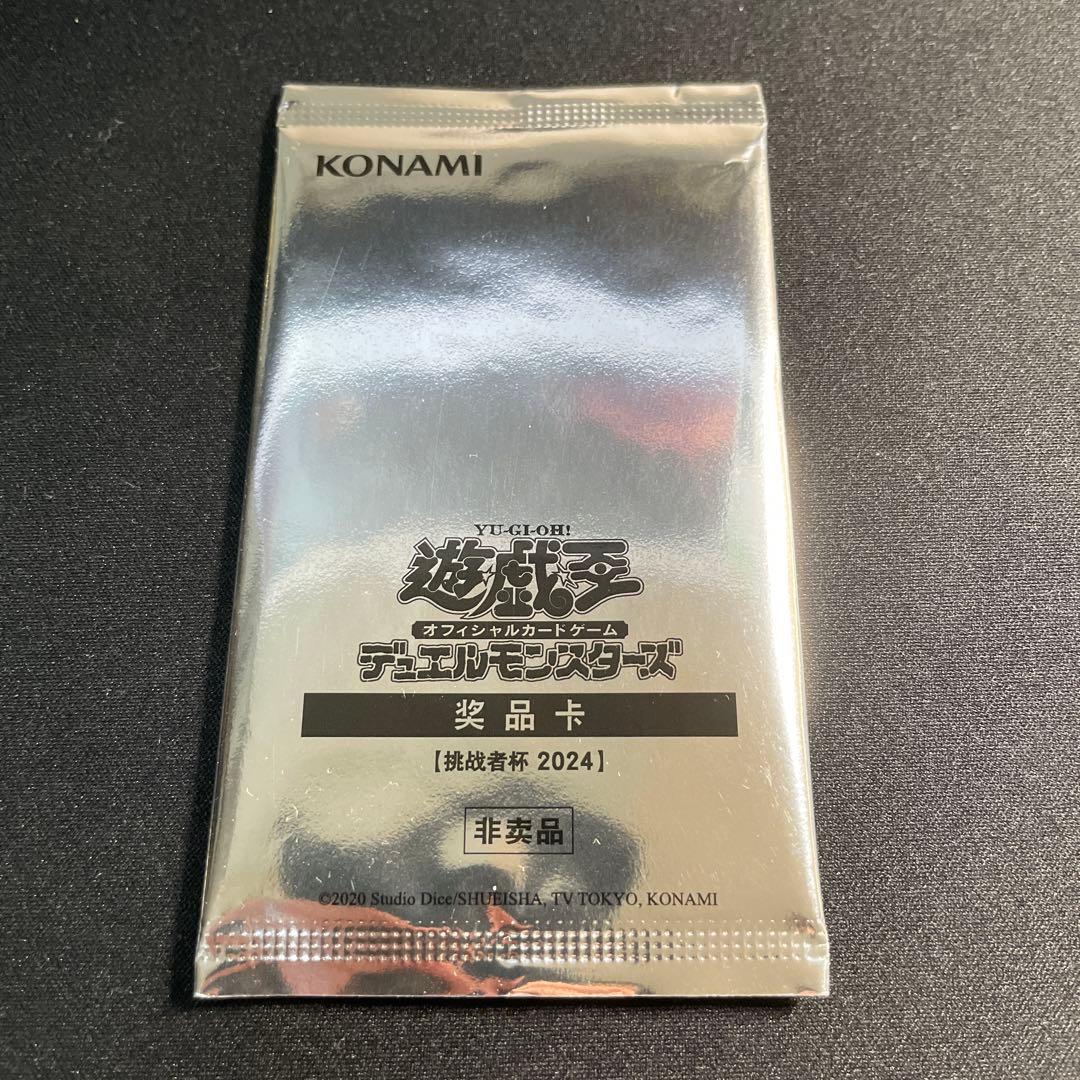 KONAMI
YU-GI-OH!
遊戯王
オフィシャルカードゲーム
デュエルモンスターズ
奖品卡
【挑战者杯 2024】
非卖品
©2020 Studio Dice/SHUEISHA, TV TOKYO, KONAMI